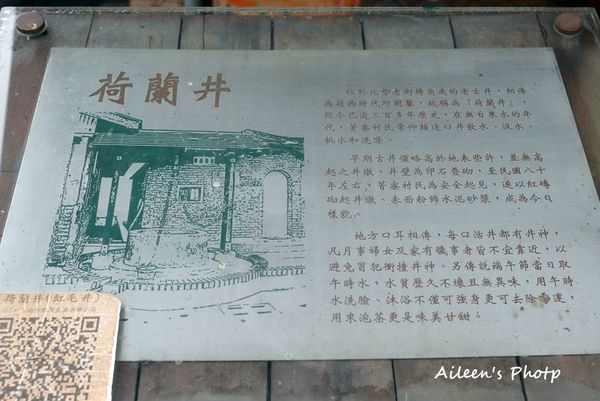 荷蘭井
位於北勢老街轉角處的老古井，相傳
為荷西時代所開鑿，故稱為『荷蘭井』，
距今已逾三百多年歷史，在無自來水的年
代，菁寮村民常仰賴這口井飲水、汲水、
挑水和洗滌。
早期古井僅略高於地表些許，並無高
起之井墩，井壁為卵石疊砌，至民國八十
年左右，菁寮村民為安全起見，遂以紅磚
砌起井墩、表面粉飾水泥砂漿，成為今日
樣貌。
地方口耳相傳，每口活井都有井神，
凡月事婦女及家有穢事者皆不宜靠近，以
避免冒犯衝撞井神。另傳說端午節當日取
午時水，水質歷久不壞且無異味，用午時
水洗臉、沐浴不僅可強身更可去除霉運，
用來泡茶更是味美甘甜。
荷蘭井(紅毛井)
Aileen's Photp